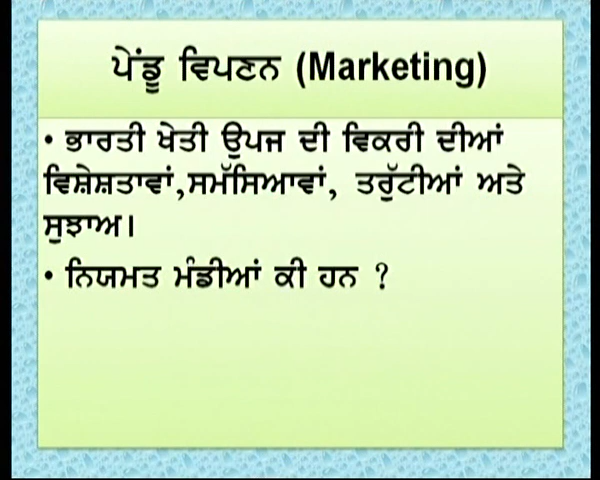 ਪੇਂਡੂ ਵਿਪਣਨ (Marketing)
• ਭਾਰਤੀ ਖੇਤੀ ਉਪਜ ਦੀ ਵਿਕਰੀ ਦੀਆਂ
ਵਿਸ਼ੇਸ਼ਤਾਵਾਂ,ਸਮੱਸਿਆਵਾਂ, ਤਰੁੱਟੀਆਂ ਅਤੇ
ਸੁਝਾਅ।
• ਨਿਯਮਤ ਮੰਡੀਆਂ ਕੀ ਹਨ ?